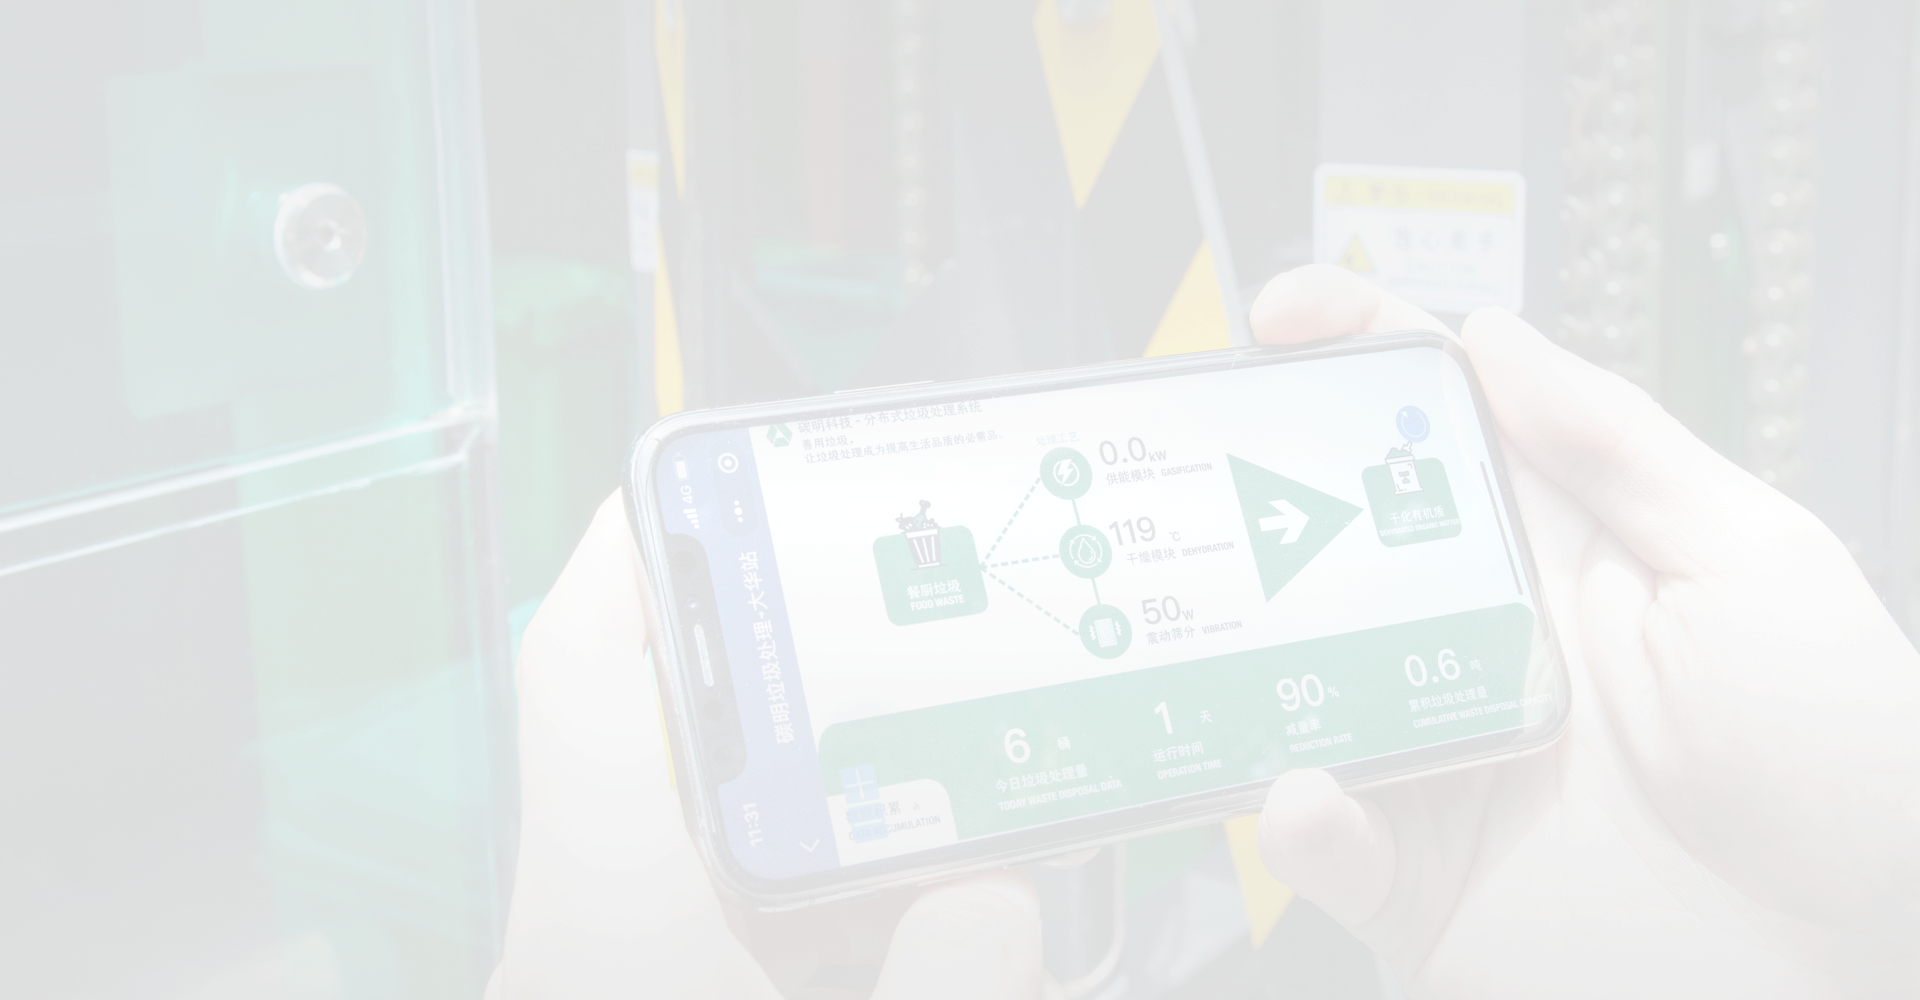 碳明科技 - 分布式垃圾处理系统
善用垃圾，
让垃圾处理成为提高生活品质的必需品。
处理工艺
0.0 kW
供能模块 GASIFICATION
119 ℃
干燥模块 DEHYDRATION
50 W
震动筛分 VIBRATION
餐厨垃圾
FOOD WASTE
干化有机质
DEHYDRATED ORGANIC MATTER
6 桶
今日垃圾处理量
TODAY WASTE DISPOSAL DATA
1 天
运行时间
OPERATION TIME
90 %
减量率
REDUCTION RATE
0.6 吨
累积垃圾处理量
CUMULATIVE WASTE DISPOSAL CAPACITY
4G
碳明垃圾处理·大华站
11:31